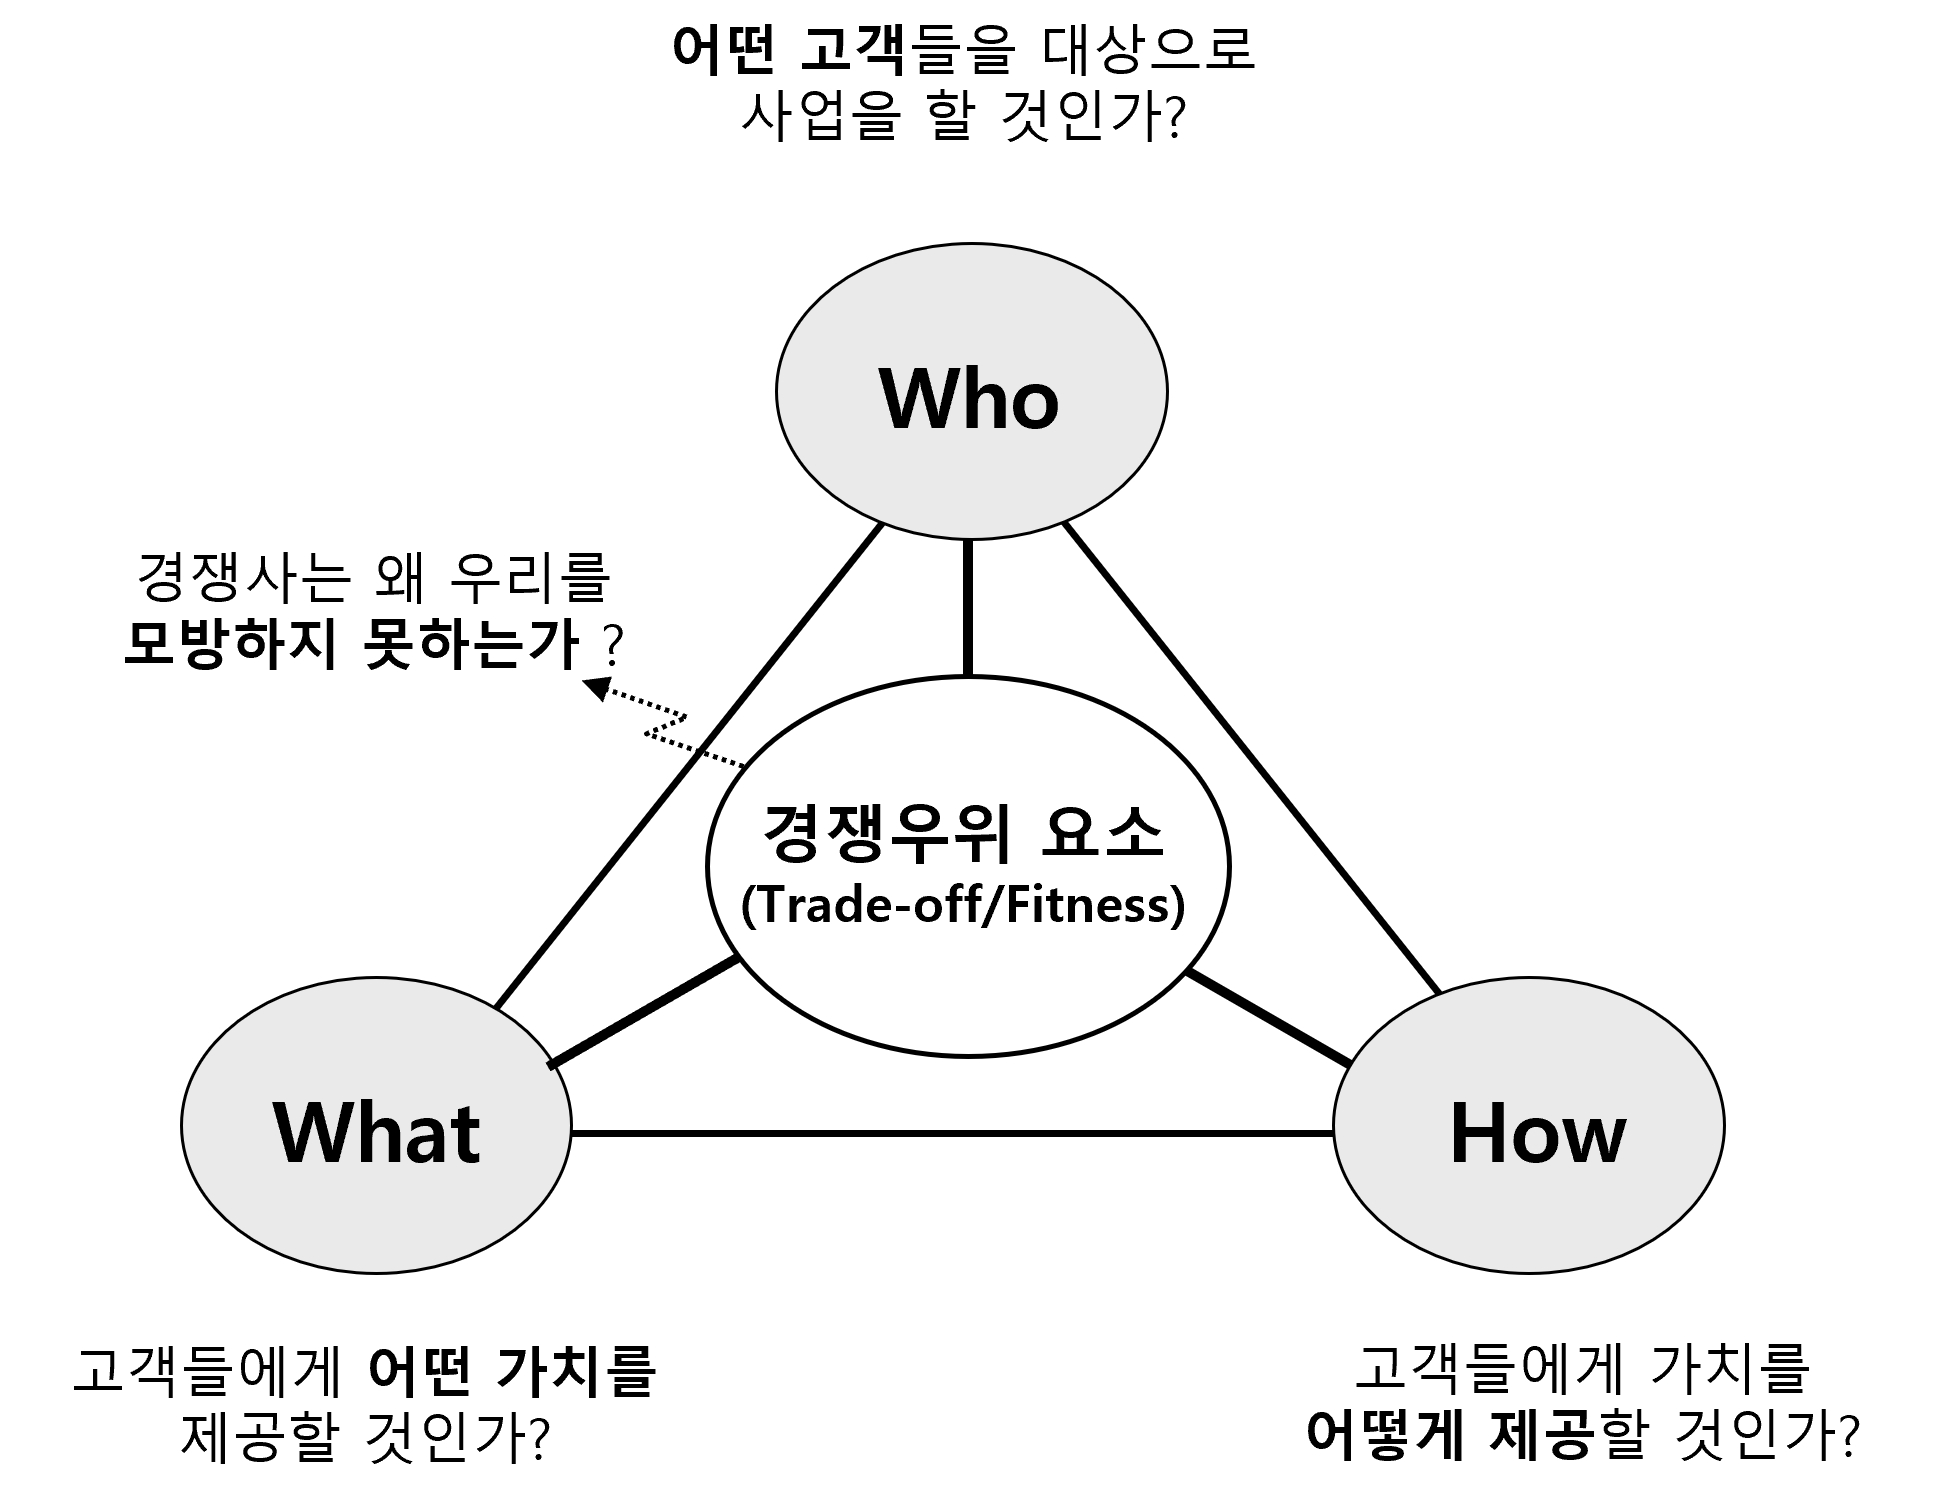 어떤 고객들을 대상으로
사업을 할 것인가?
Who
경쟁사는 왜 우리를
모방하지 못하는가 ?
경쟁우위 요소
(Trade-off/Fitness)
What
How
고객들에게 어떤 가치를
제공할 것인가?
고객들에게 가치를
어떻게 제공할 것인가?